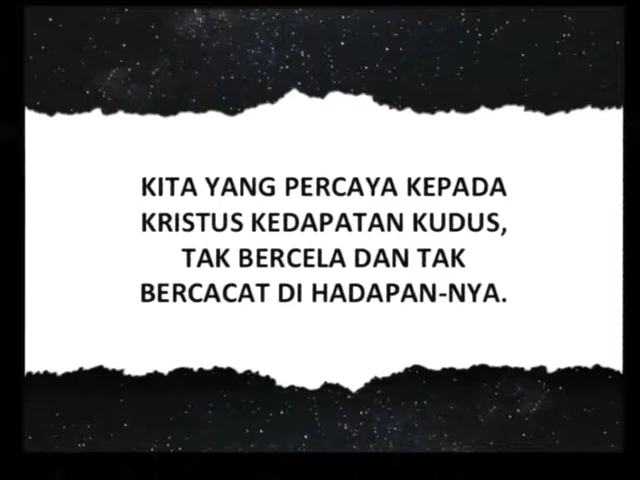 KITA YANG PERCAYA KEPADA
KRISTUS KEDAPATAN KUDUS,
TAK BERCELA DAN TAK
BERCACAT DI HADAPAN-NYA.